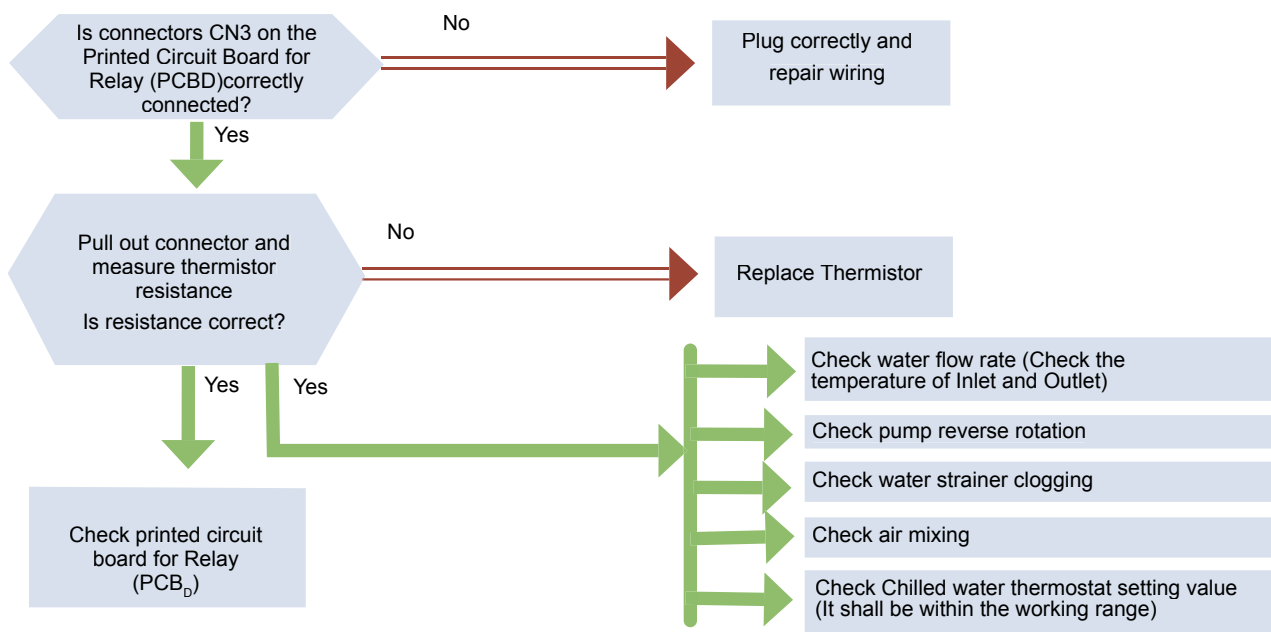 Is connectors CN3 on the
Printed Circuit Board for
Relay (PCBD)correctly
connected?
No
Plug correctly and
repair wiring
Yes
Pull out connector and
measure thermistor
resistance
Is resistance correct?
No
Replace Thermistor
Yes
Yes
Check water flow rate (Check the
temperature of Inlet and Outlet)
Check pump reverse rotation
Check water strainer clogging
Check air mixing
Check Chilled water thermostat setting value
(It shall be within the working range)
Check printed circuit
board for Relay
(PCB_D)